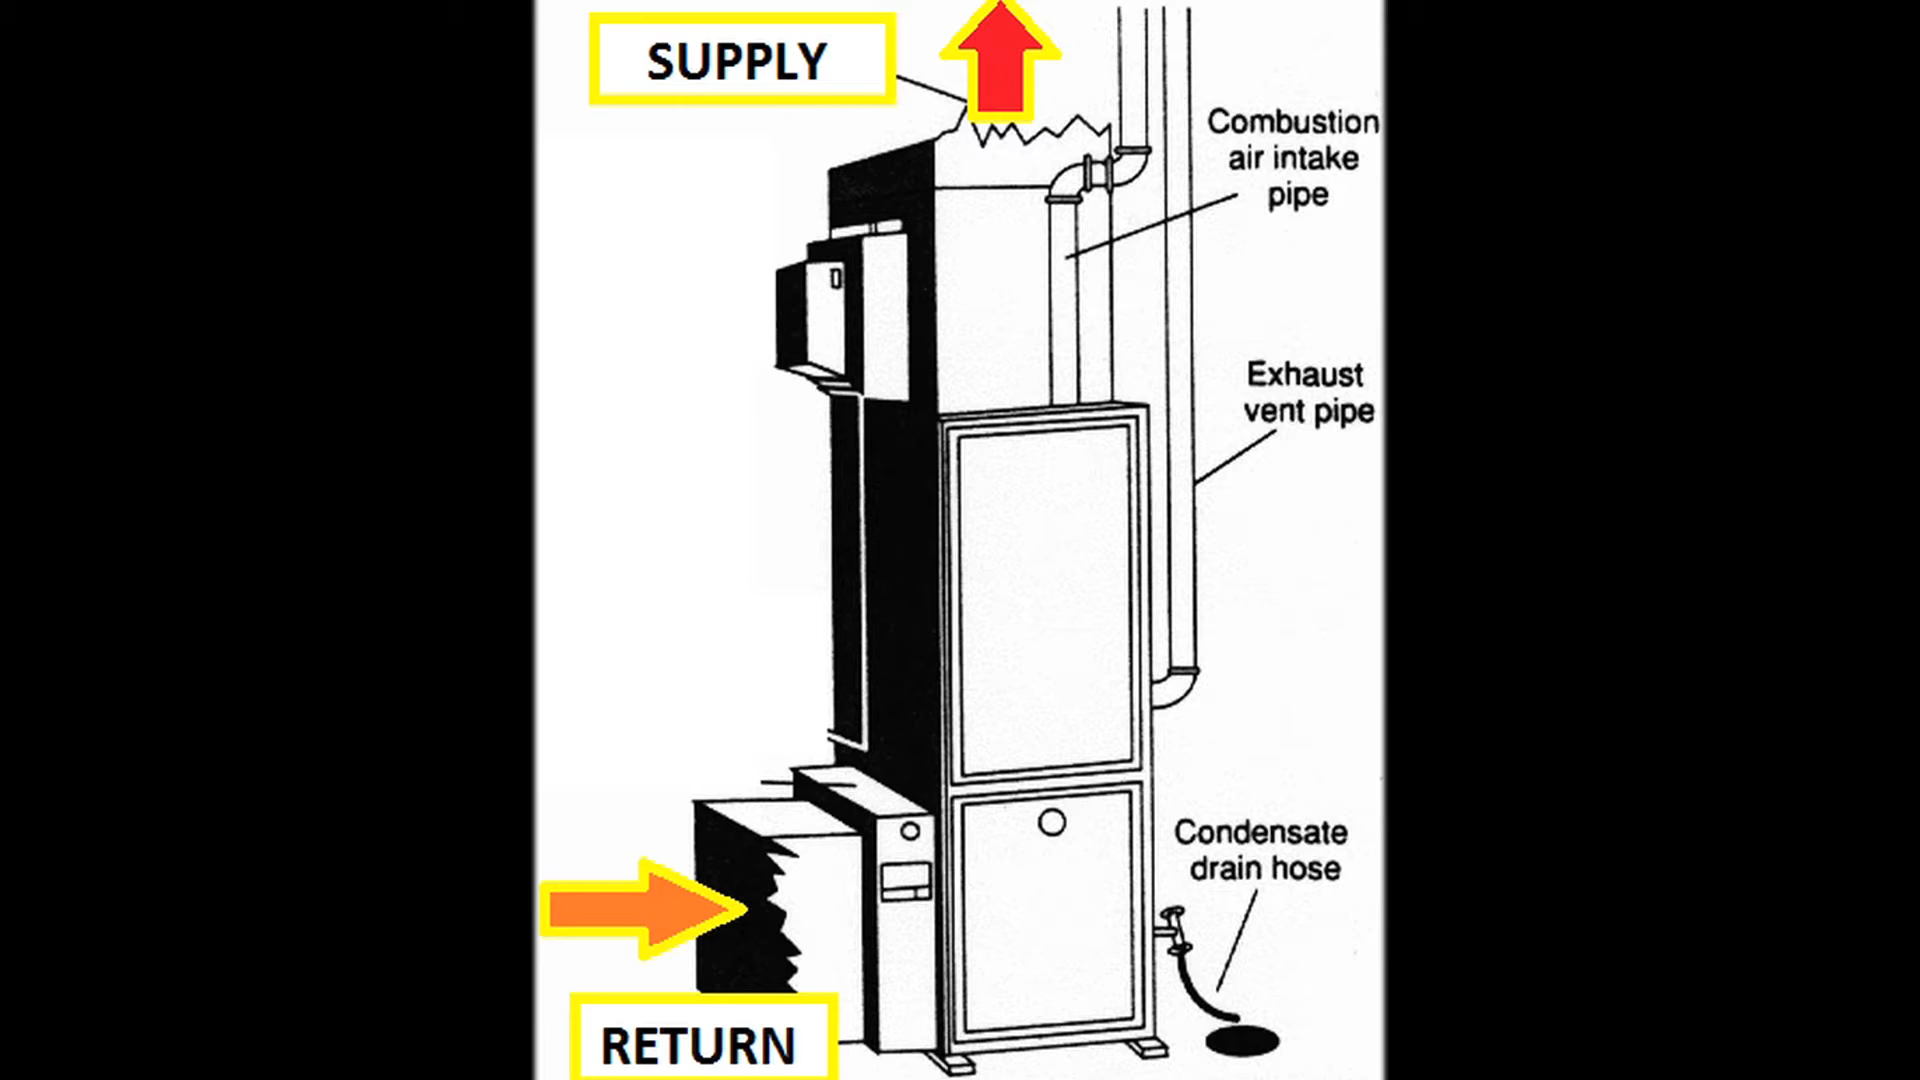 SUPPLY
Combustion
air intake
pipe
Exhaust
vent pipe
Condensate
drain hose
RETURN